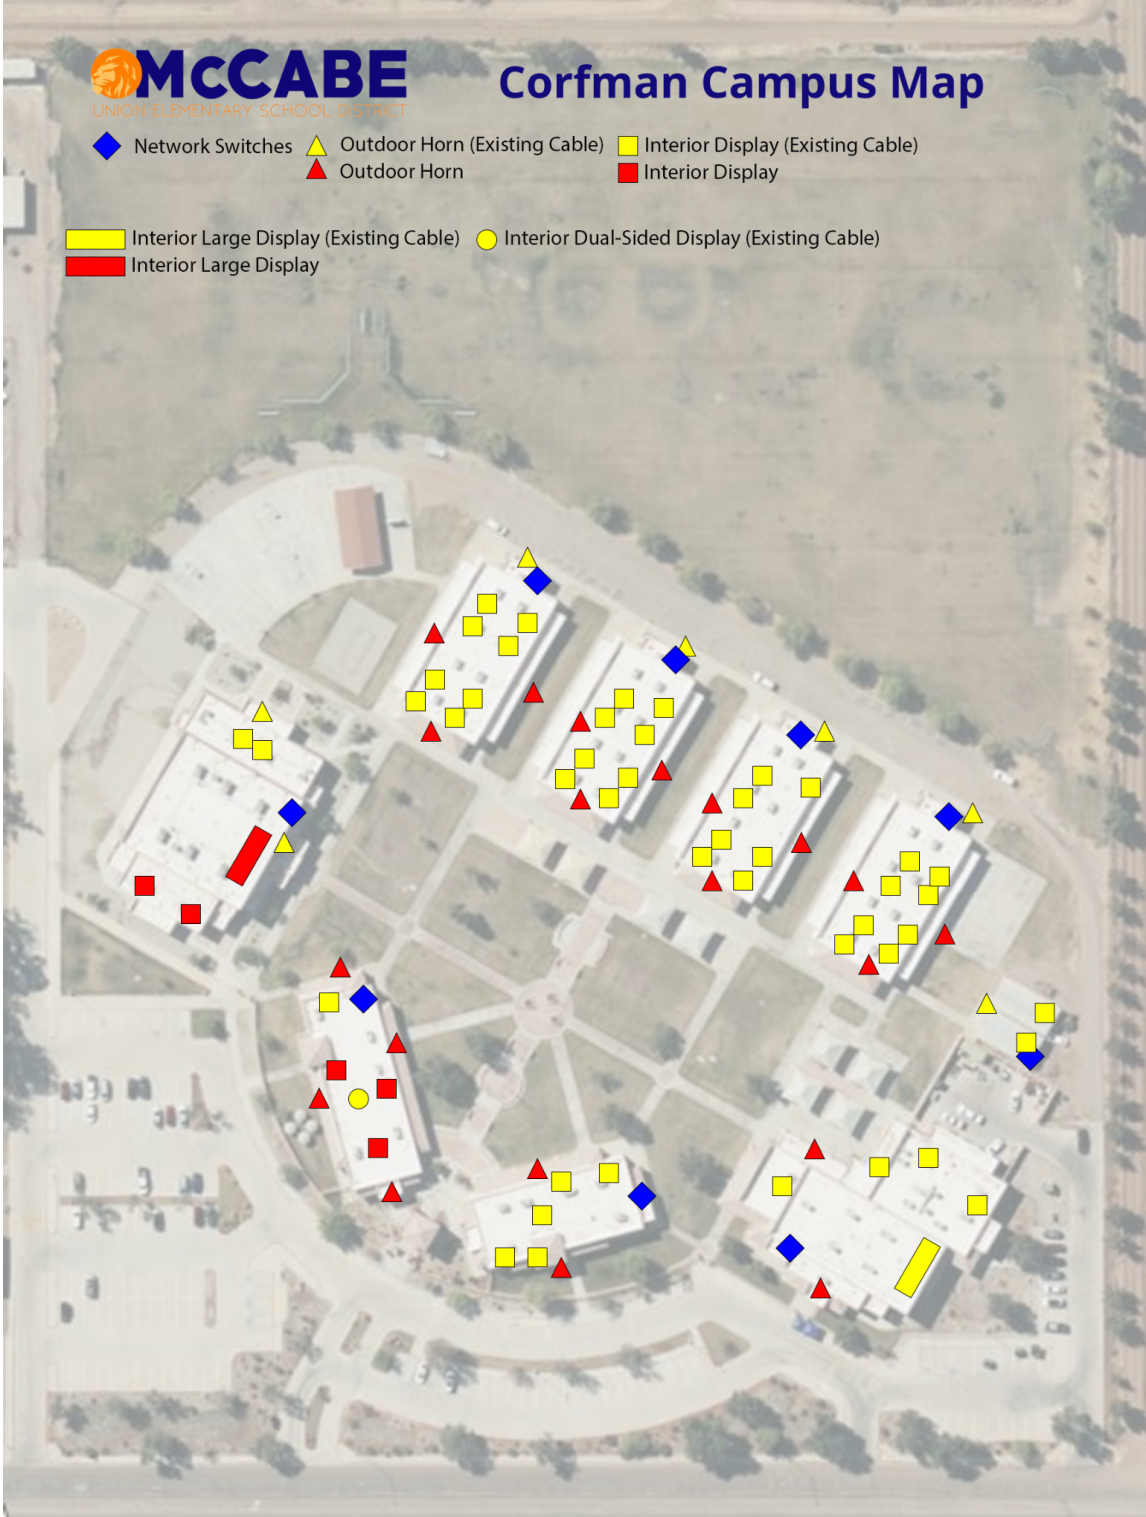 McCABE
UNION ELEMENTARY SCHOOL DISTRICT
Corfman Campus Map
Network Switches
Outdoor Horn (Existing Cable)
Interior Display (Existing Cable)
Outdoor Horn
Interior Display
Interior Large Display (Existing Cable)
Interior Dual-Sided Display (Existing Cable)
Interior Large Display